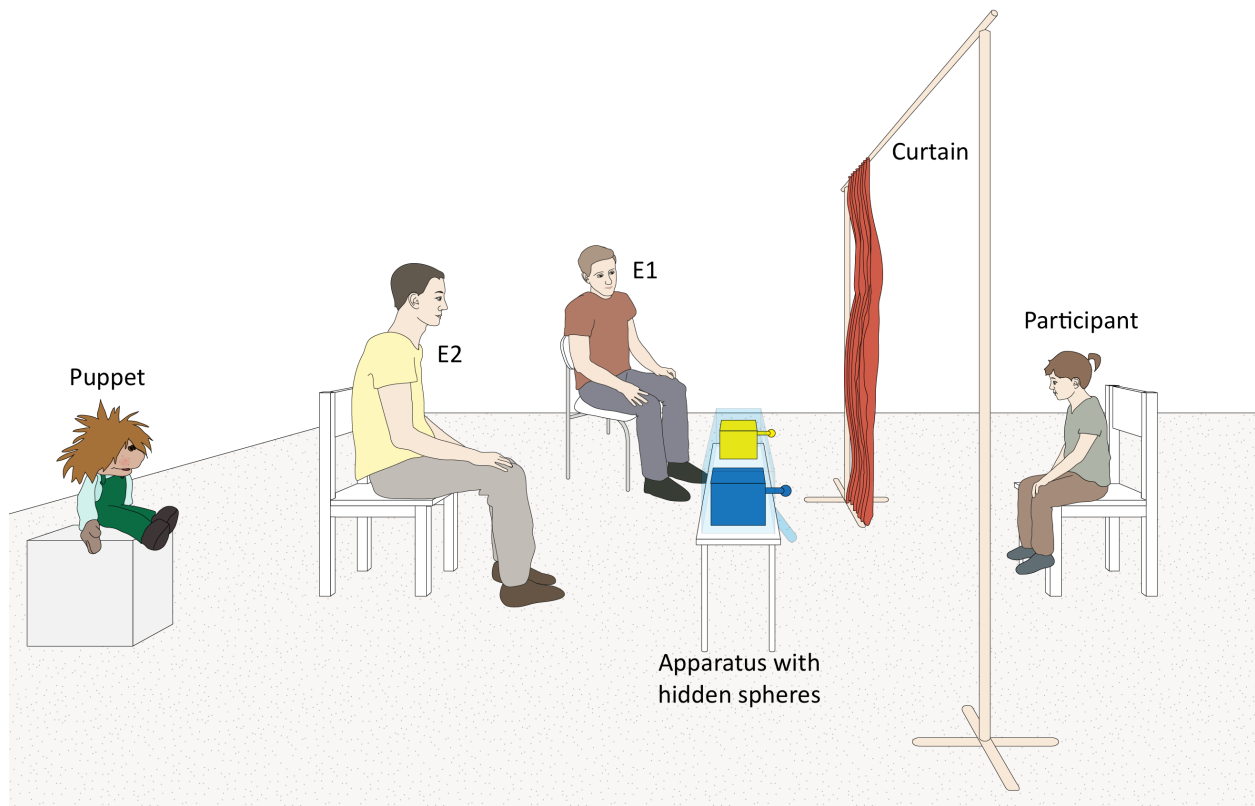 Curtain
E1
Participant
E2
Puppet
Apparatus with
hidden spheres